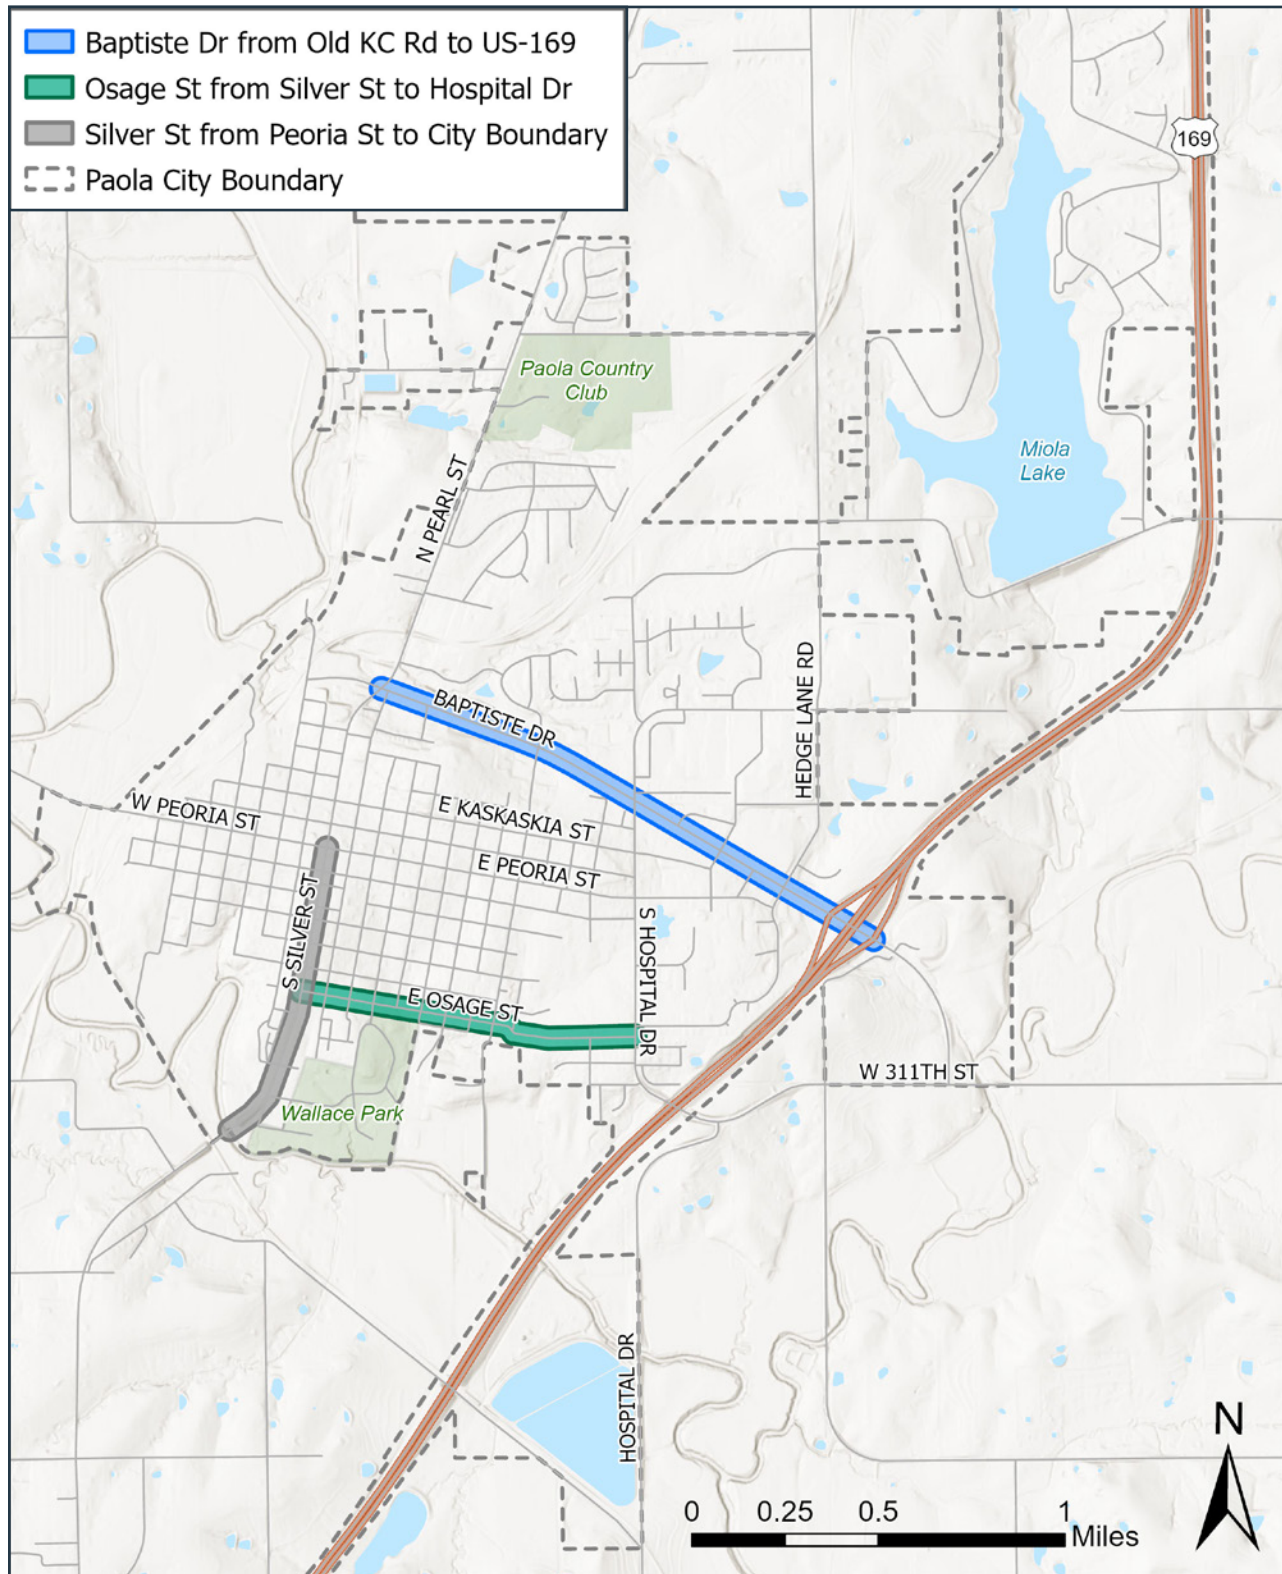 Baptiste Dr from Old KC Rd to US-169
Osage St from Silver St to Hospital Dr
Silver St from Peoria St to City Boundary
Paola City Boundary
169
Paola Country
Club
Miola
Lake
N PEARL ST
HEDGE LANE RD
BAPTISTE DR
W PEORIA ST
E KASKASKIA ST
E PEORIA ST
S SILVER ST
S HOSPITAL DR
E OSAGE ST
W 311TH ST
Wallace Park
HOSPITAL DR
N
0 0.25 0.5 1
Miles